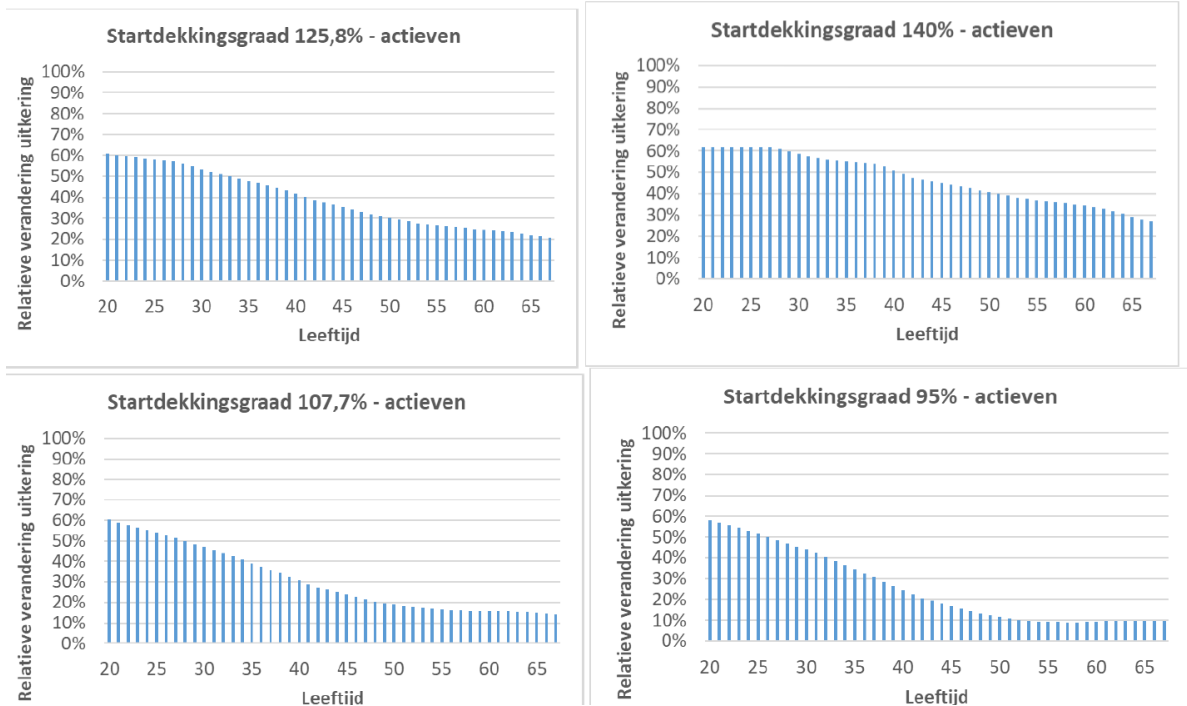 Startdekkingsgraad 125,8% - actieven
Relatieve verandering uitkering
100%
90%
80%
70%
60%
50%
40%
30%
20%
10%
0%
20 25 30 35 40 45 50 55 60 65
Leeftijd
Startdekkingsgraad 140% - actieven
Relatieve verandering uitkering
100%
90%
80%
70%
60%
50%
40%
30%
20%
10%
0%
20 25 30 35 40 45 50 55 60 65
Leeftijd
Startdekkingsgraad 107,7% - actieven
Relatieve verandering uitkering
100%
90%
80%
70%
60%
50%
40%
30%
20%
10%
0%
20 25 30 35 40 45 50 55 60 65
Leeftijd
Startdekkingsgraad 95% - actieven
Relatieve verandering uitkering
100%
90%
80%
70%
60%
50%
40%
30%
20%
10%
0%
20 25 30 35 40 45 50 55 60 65
Leeftijd